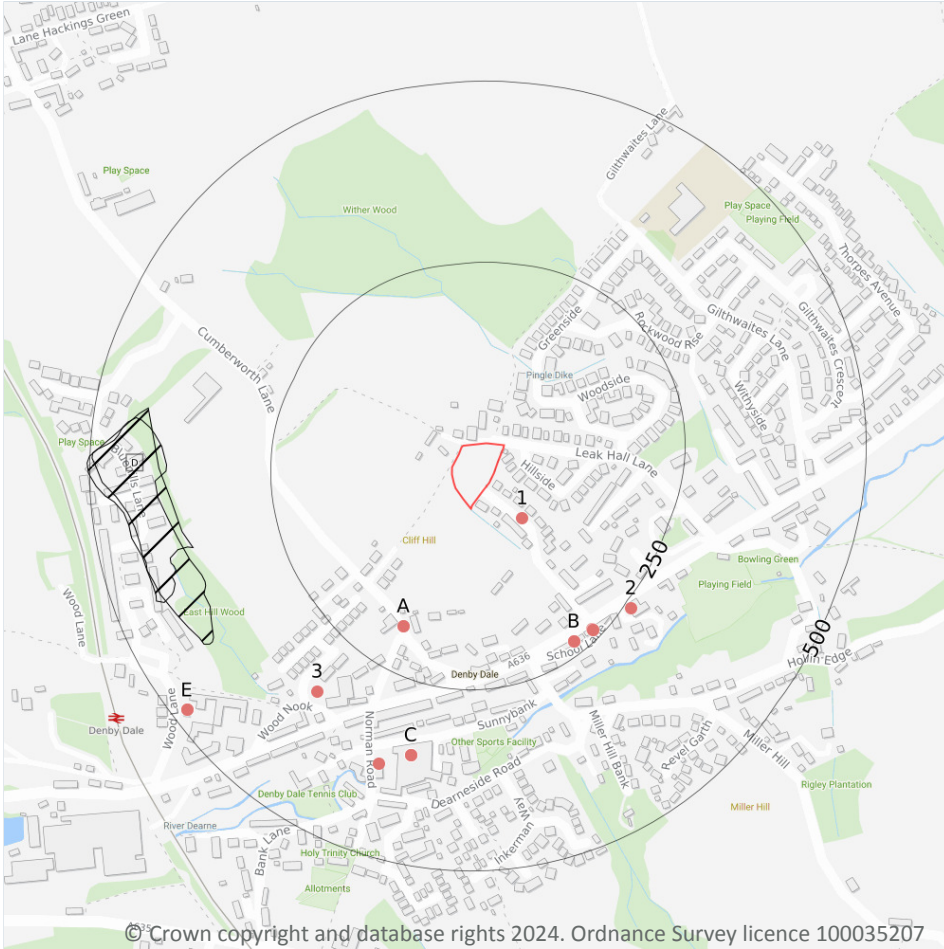 Lane Hackings Green
Play Space
Gilthwaites Lane
Wither Wood
Play Space
Playing Field
Thorpes Avenue
Cumberworth Lane
Greenside
Rockwood Rise
Gilthwaites Lane
Gilthwaites Crescent
Pingle Dike
Woodside
Withyside
Play Space
D
Bluebells Lane
Leak Hall Lane
Hillside
1
Cliff Hill
250
Bowling Green
Playing Field
2
Wood Lane
East Hill Wood
A
B
School Lane
A636
Denby Dale
500
Hollin Edge
3
E
Wood Lane
Denby Dale
Wood Nook
Norman Road
Sunnybank
C
Other Sports Facility
Miller Hill Bank
Revel Garth
Miller Hill
Rigley Plantation
Dearneside Road
Denby Dale Tennis Club
Miller Hill
River Dearne
Bank Lane
Inkerman Way
Holy Trinity Church
Allotments
A635
© Crown copyright and database rights 2024. Ordnance Survey licence 100035207